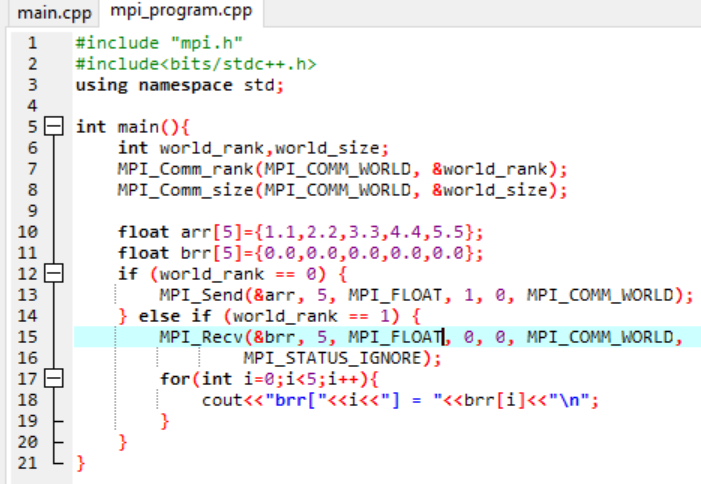 main.cpp mpi_program.cpp
1 #include "mpi.h"
2 #include<bits/stdc++.h>
3 using namespace std;
4
5 int main(){
6 int world_rank,world_size;
7 MPI_Comm_rank(MPI_COMM_WORLD, &world_rank);
8 MPI_Comm_size(MPI_COMM_WORLD, &world_size);
9
10 float arr[5]={1.1,2.2,3.3,4.4,5.5};
11 float brr[5]={0.0,0.0,0.0,0.0,0.0};
12 if (world_rank == 0) {
13 MPI_Send(&arr, 5, MPI_FLOAT, 1, 0, MPI_COMM_WORLD);
14 } else if (world_rank == 1) {
15 MPI_Recv(&brr, 5, MPI_FLOAT, 0, 0, MPI_COMM_WORLD,
16 MPI_STATUS_IGNORE);
17 for(int i=0;i<5;i++){
18 cout<<"brr["<<i<<"] = "<<brr[i]<<"\n";
19 }
20 }
21 }